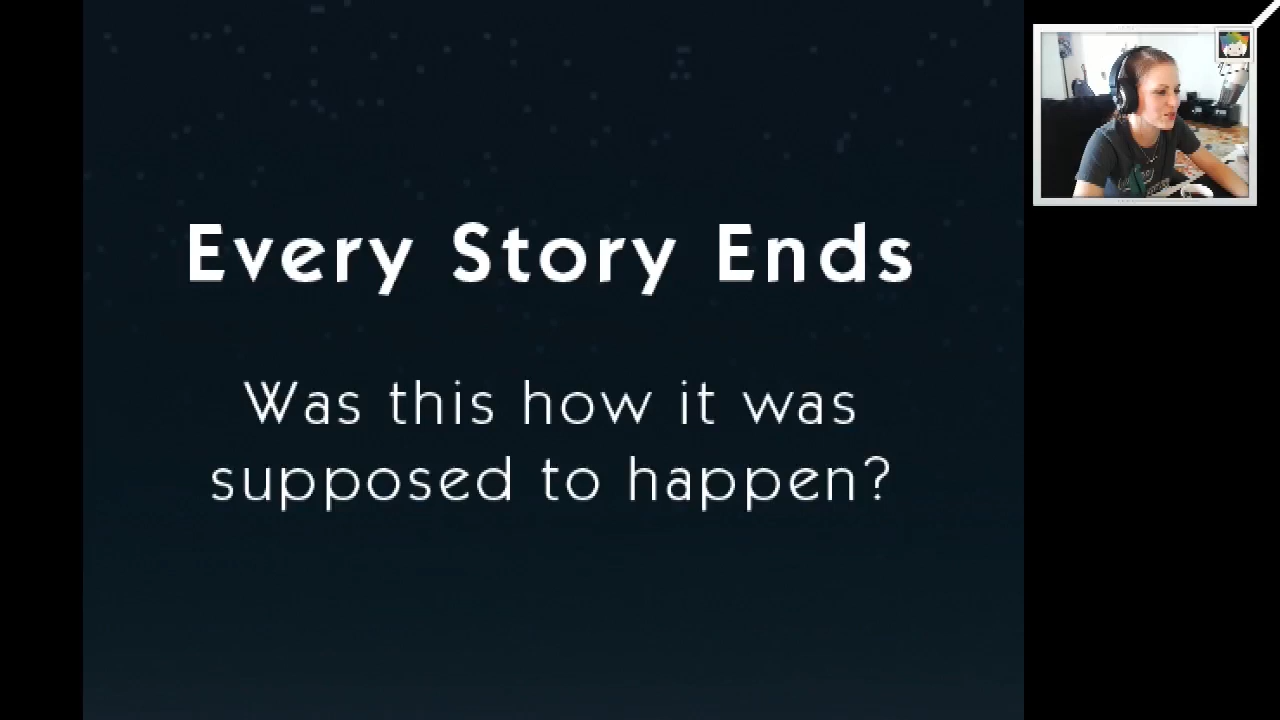 Every Story Ends
Was this how it was
supposed to happen?